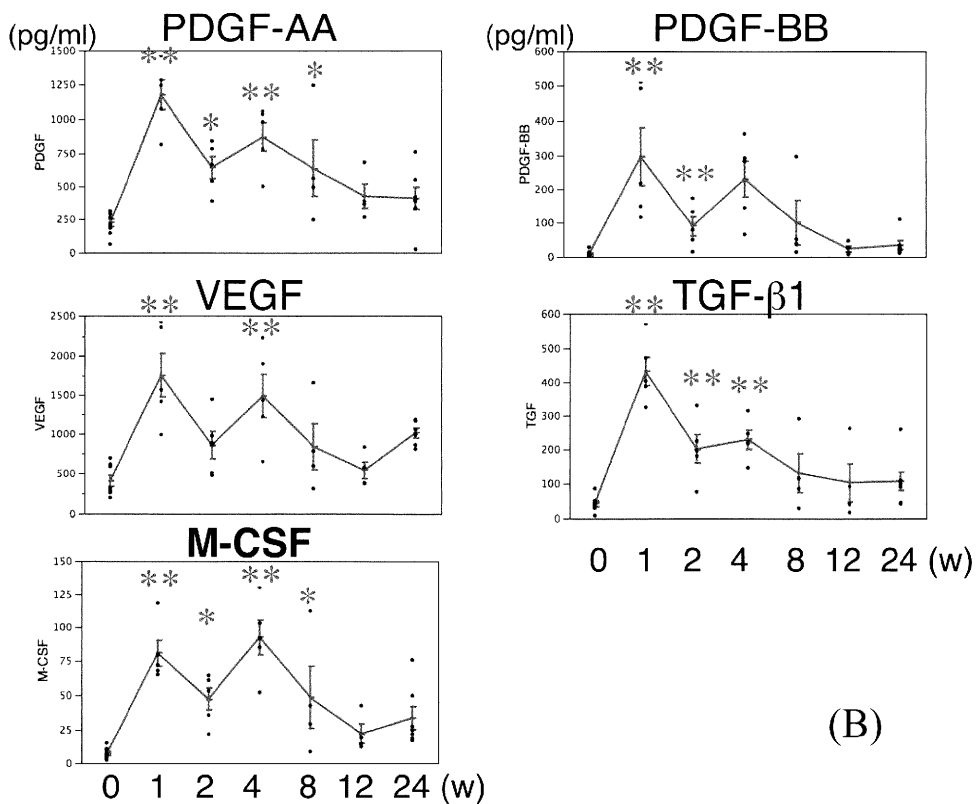 PDGF-AA
(pg/ml)
1500
1250
1000
750
500
250
0
PDGF
** * ** *
PDGF-BB
(pg/ml)
600
500
400
300
200
100
0
PDGF-BB
** **
VEGF
2500
2000
1500
1000
500
0
VEGF
** **
TGF-β1
600
500
400
300
200
100
0
TGF
** ** **
0 1 2 4 8 12 24 (w)
M-CSF
150
125
100
75
50
25
0
M-CSF
** * ** *
0 1 2 4 8 12 24 (w)
(B)